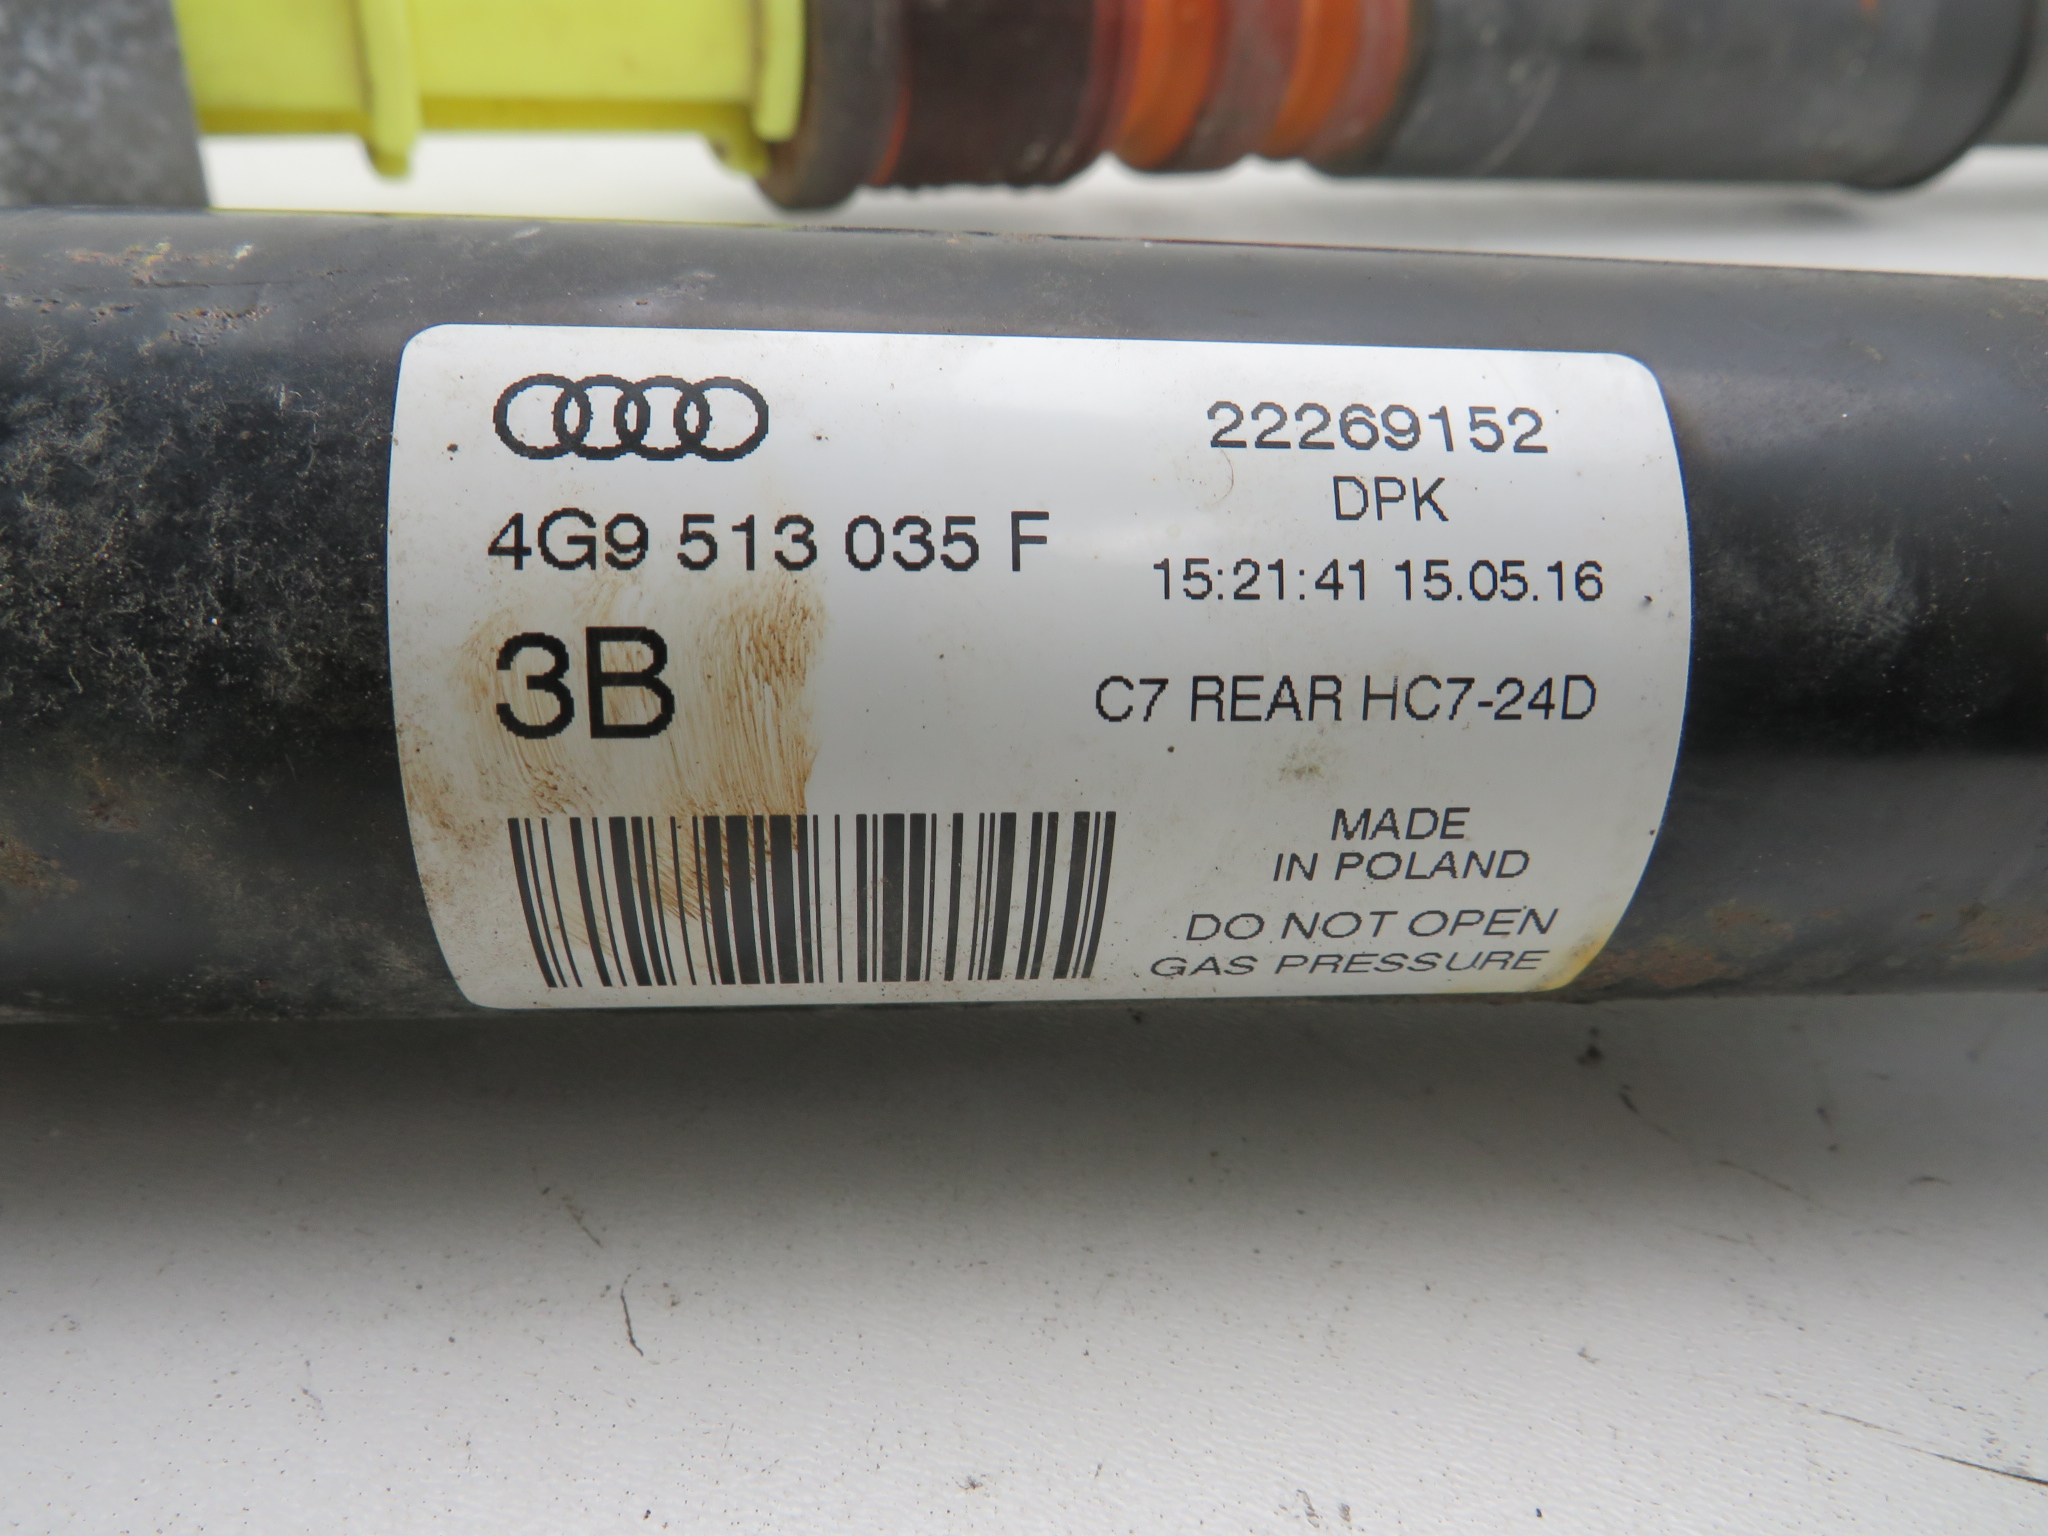 4G9 513 035 F
3B
22269152
DPK
15:21:41 15.05.16
C7 REAR HC7-24D
MADE
IN POLAND
DO NOT OPEN
GAS PRESSURE